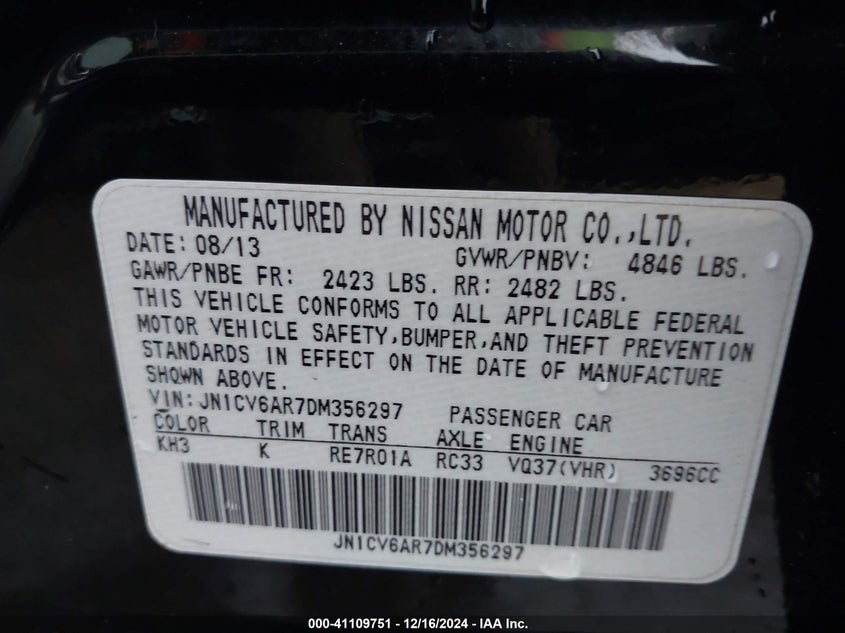 MANUFACTURED BY NISSAN MOTOR CO.,LTD.
DATE: 08/13 GVWR/PNBV: 4846 LBS.
GAWR/PNBE FR: 2423 LBS. RR: 2482 LBS.
THIS VEHICLE CONFORMS TO ALL APPLICABLE FEDERAL
MOTOR VEHICLE SAFETY,BUMPER,AND THEFT PREVENTION
STANDARDS IN EFFECT ON THE DATE OF MANUFACTURE
SHOWN ABOVE.
VIN:JN1CV6AR7DM356297 PASSENGER CAR
COLOR TRIM TRANS AXLE ENGINE
KH3 K RE7R01A RC33 VQ37(VHR) 3696CC
JN1CV6AR7DM356297
000-41109751 - 12/16/2024 - IAA Inc.